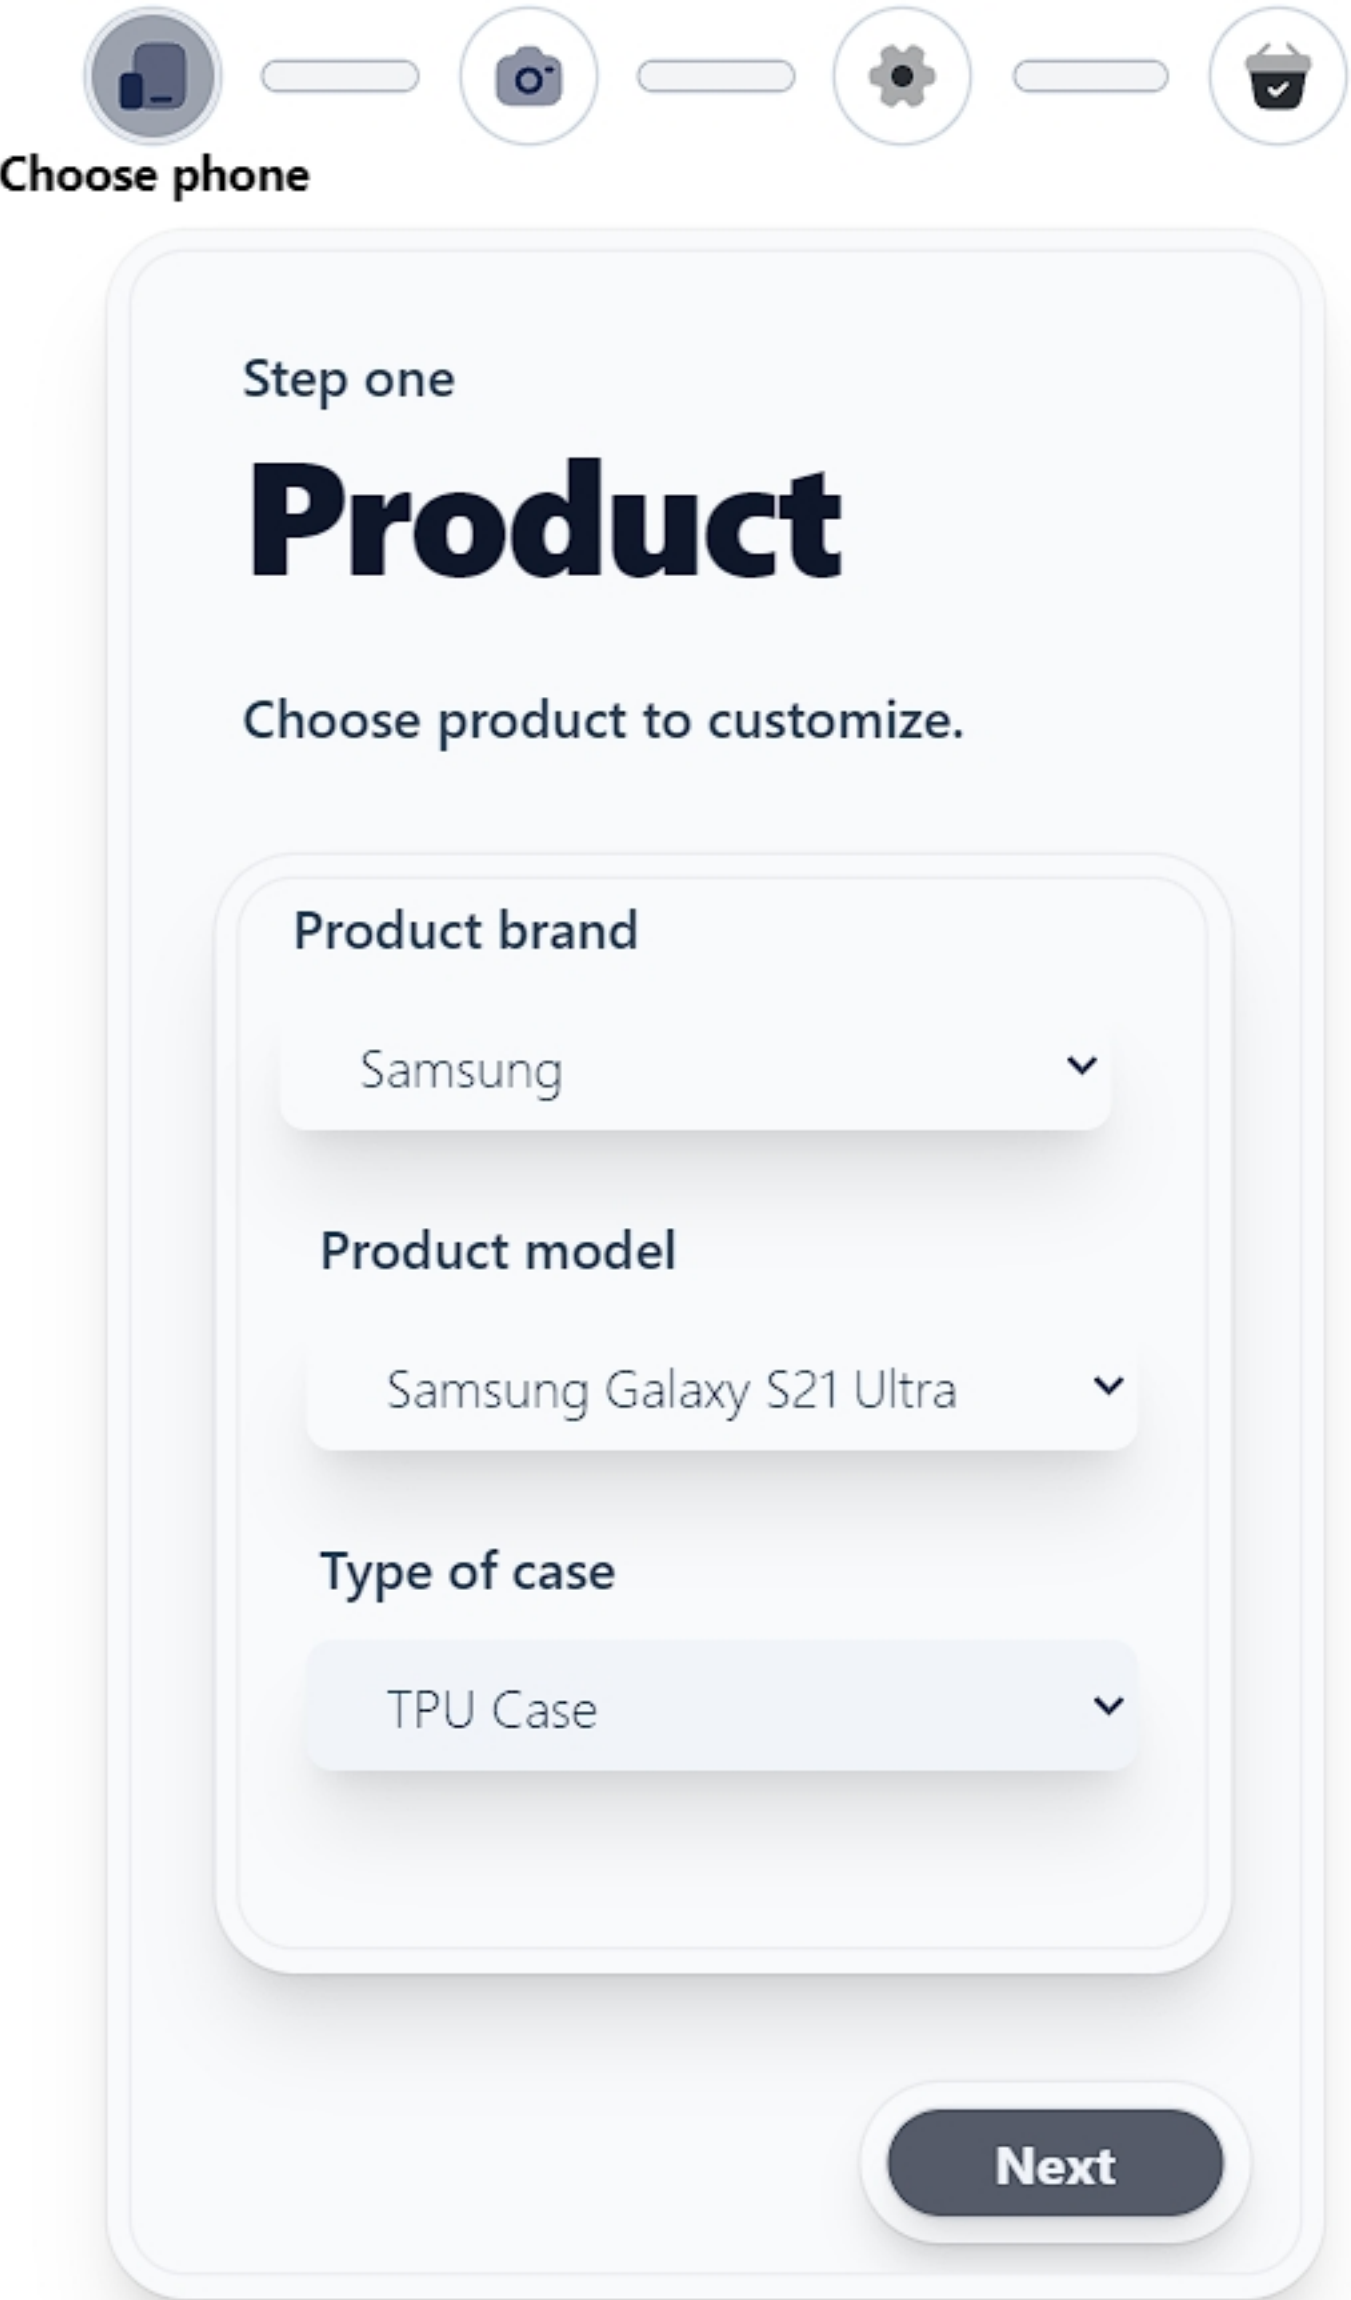 Choose phone
Step one
Product
Choose product to customize.
Product brand
Samsung
Product model
Samsung Galaxy S21 Ultra
Type of case
TPU Case
Next